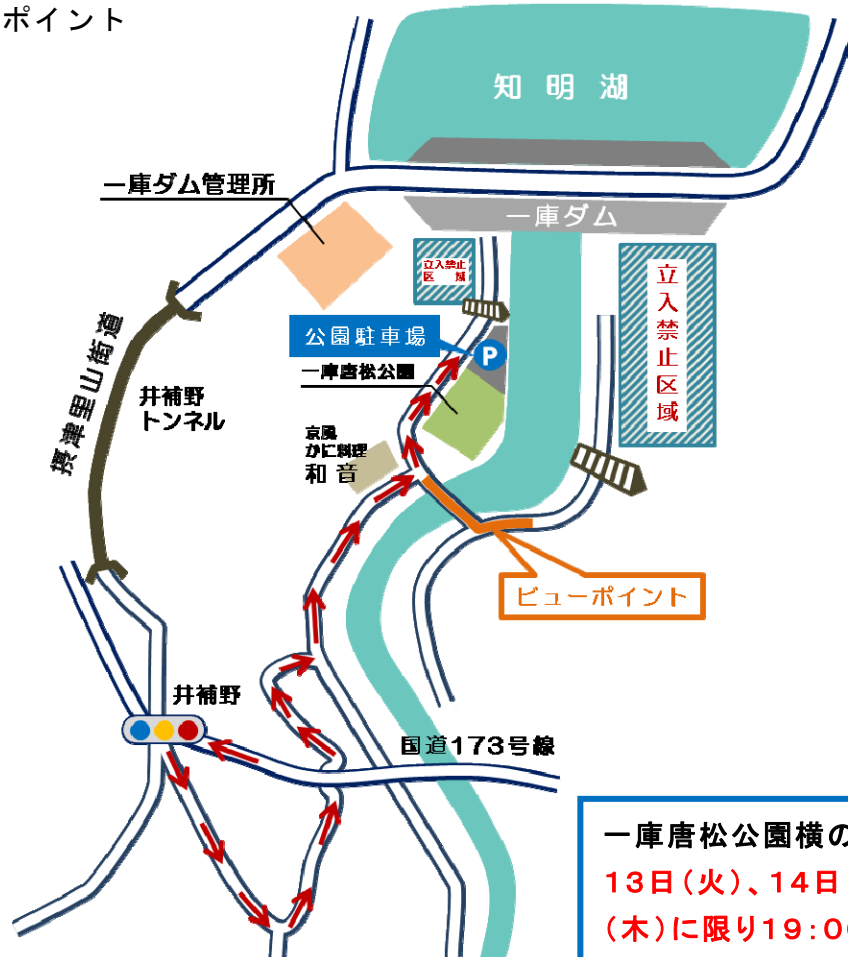 ポイント
知明湖
一庫ダム管理所
一庫ダム
立入禁止
区域
立入禁止区域
公園駐車場
P
一庫唐松公園
摂津里山街道
井補野
トンネル
京風
かに料理
和音
ビューポイント
井補野
国道173号線
一庫唐松公園横の
13日(火)、14日
(木)に限り19:0